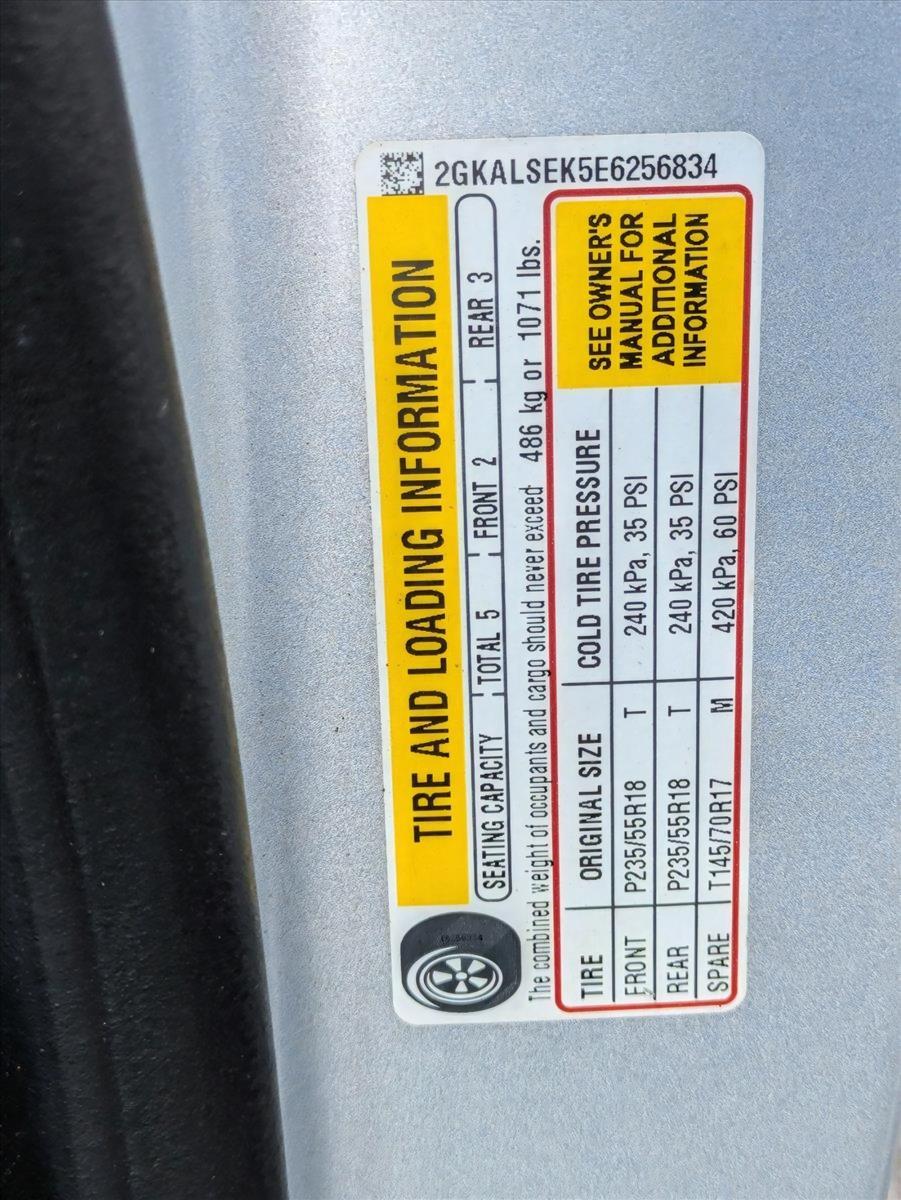 2GKALSEK5E6256834
TIRE AND LOADING INFORMATION
SEATING CAPACITY TOTAL 5 FRONT 2 REAR 3
The combined weight of occupants and cargo should never exceed 486 kg or 1071 lbs.
TIRE ORIGINAL SIZE COLD TIRE PRESSURE
FRONT P235/55R18 T 240 kPa, 35 PSI
REAR P235/55R18 T 240 kPa, 35 PSI
SPARE T145/70R17 M 420 kPa, 60 PSI
SEE OWNER'S
MANUAL FOR
ADDITIONAL
INFORMATION